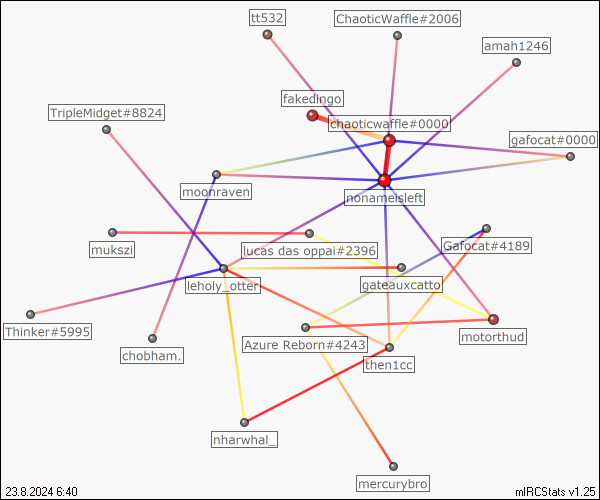 tt532
ChaoticWaffle#2006
amah1246
fakedingo
TripleMidget#8824
chaoticwaffle#0000
gafocat#0000
moonraven
nonameisleft
mukszi
lucas das oppai#2396
Gafocat#4189
leholy_otter
gateauxcatto
Thinker#5995
chobham.
Azure Reborn#4243
motorthud
then1cc
nharwhal_
mercurybro
23.8.2024 6:40
mIRCStats v1.25